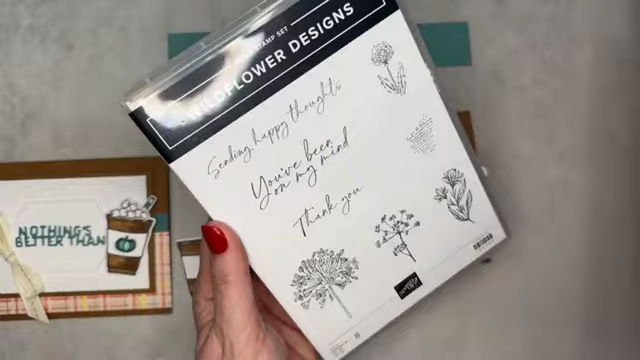 STAMP SET
WILDFLOWER DESIGNS
Sending happy thoughts
You've been
on my mind
Thank you
NOTHINGS
BETTER THAN